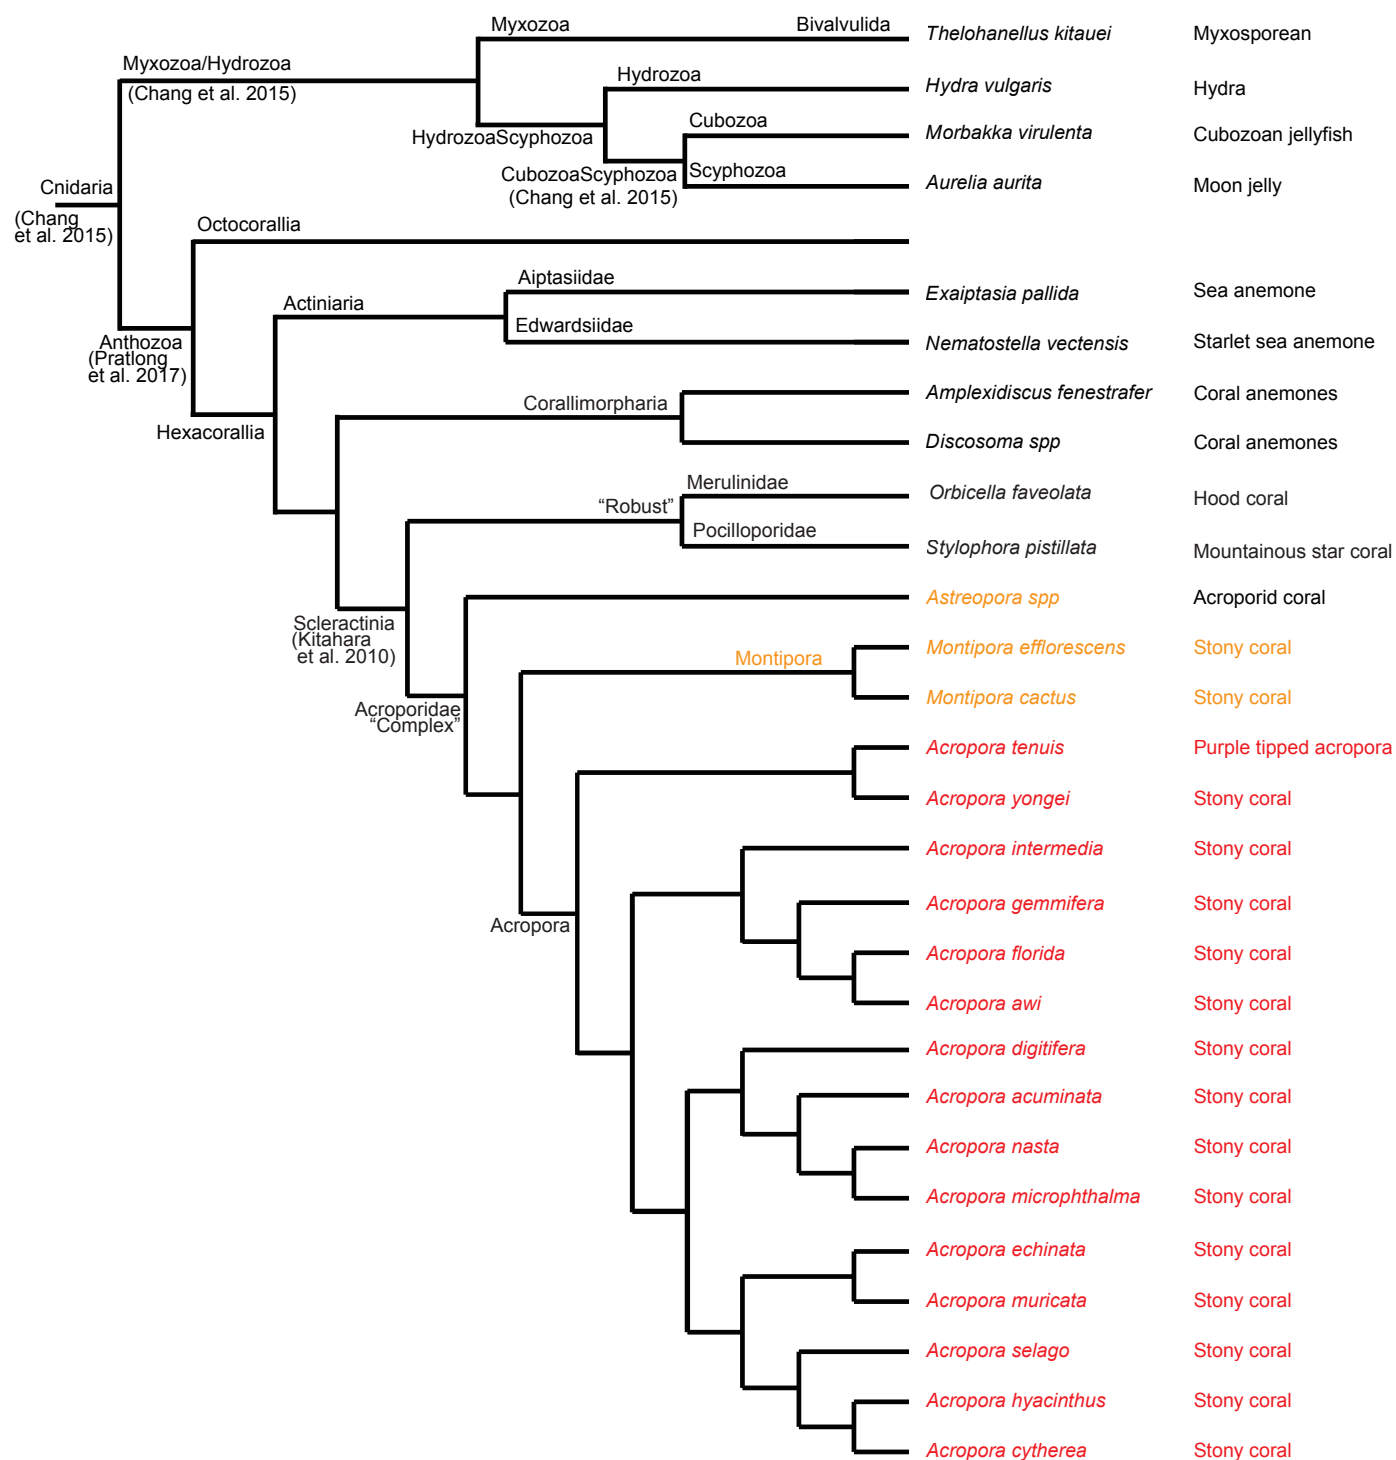 Myxozoa
Bivalvulida
Thelohanellus kitauei
Myxosporean
Myxozoa/Hydrozoa
(Chang et al. 2015)
Hydrozoa
Hydra vulgaris
Hydra
HydrozoaScyphozoa
Cubozoa
Morbakka virulenta
Cubozoan jellyfish
CubozoaScyphozoa
(Chang et al. 2015)
Scyphozoa
Aurelia aurita
Moon jelly
Cnidaria
(Chang
et al. 2015)
Octocorallia
Aiptasiidae
Exaiptasia pallida
Sea anemone
Actiniaria
Edwardsiidae
Nematostella vectensis
Starlet sea anemone
Anthozoa
(Pratlong
et al. 2017)
Hexacorallia
Corallimorpharia
Amplexidiscus fenestrafer
Coral anemones
Discosoma spp
Coral anemones
Merulinidae
Orbicella faveolata
Hood coral
“Robust”
Pocilloporidae
Stylophora pistillata
Mountainous star coral
Scleractinia
(Kitahara
et al. 2010)
Astreopora spp
Acroporid coral
Montipora
Montipora efflorescens
Stony coral
Montipora cactus
Stony coral
Acroporidae
“Complex”
Acropora tenuis
Purple tipped acropora
Acropora yongei
Stony coral
Acropora intermedia
Stony coral
Acropora
Acropora gemmifera
Stony coral
Acropora florida
Stony coral
Acropora awi
Stony coral
Acropora digitifera
Stony coral
Acropora acuminata
Stony coral
Acropora nasta
Stony coral
Acropora microphthalma
Stony coral
Acropora echinata
Stony coral
Acropora muricata
Stony coral
Acropora selago
Stony coral
Acropora hyacinthus
Stony coral
Acropora cytherea
Stony coral